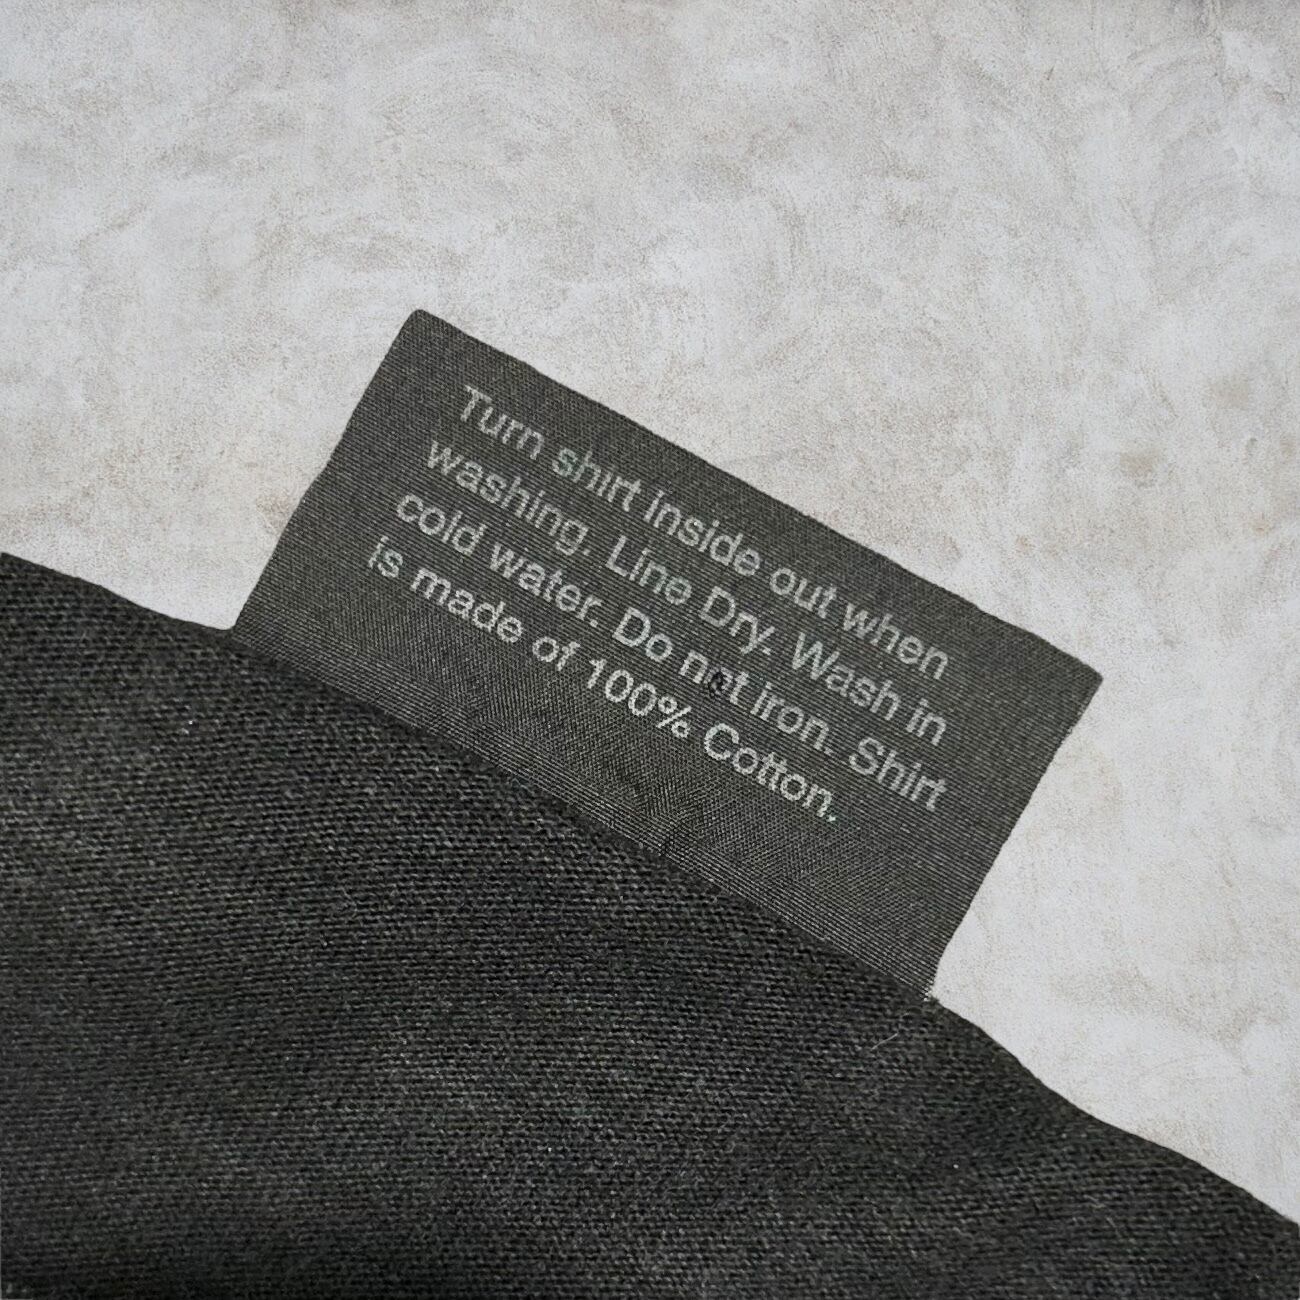 Turn shirt inside out when
washing. Line Dry. Wash in
cold water. Do not iron. Shirt
is made of 100% Cotton.